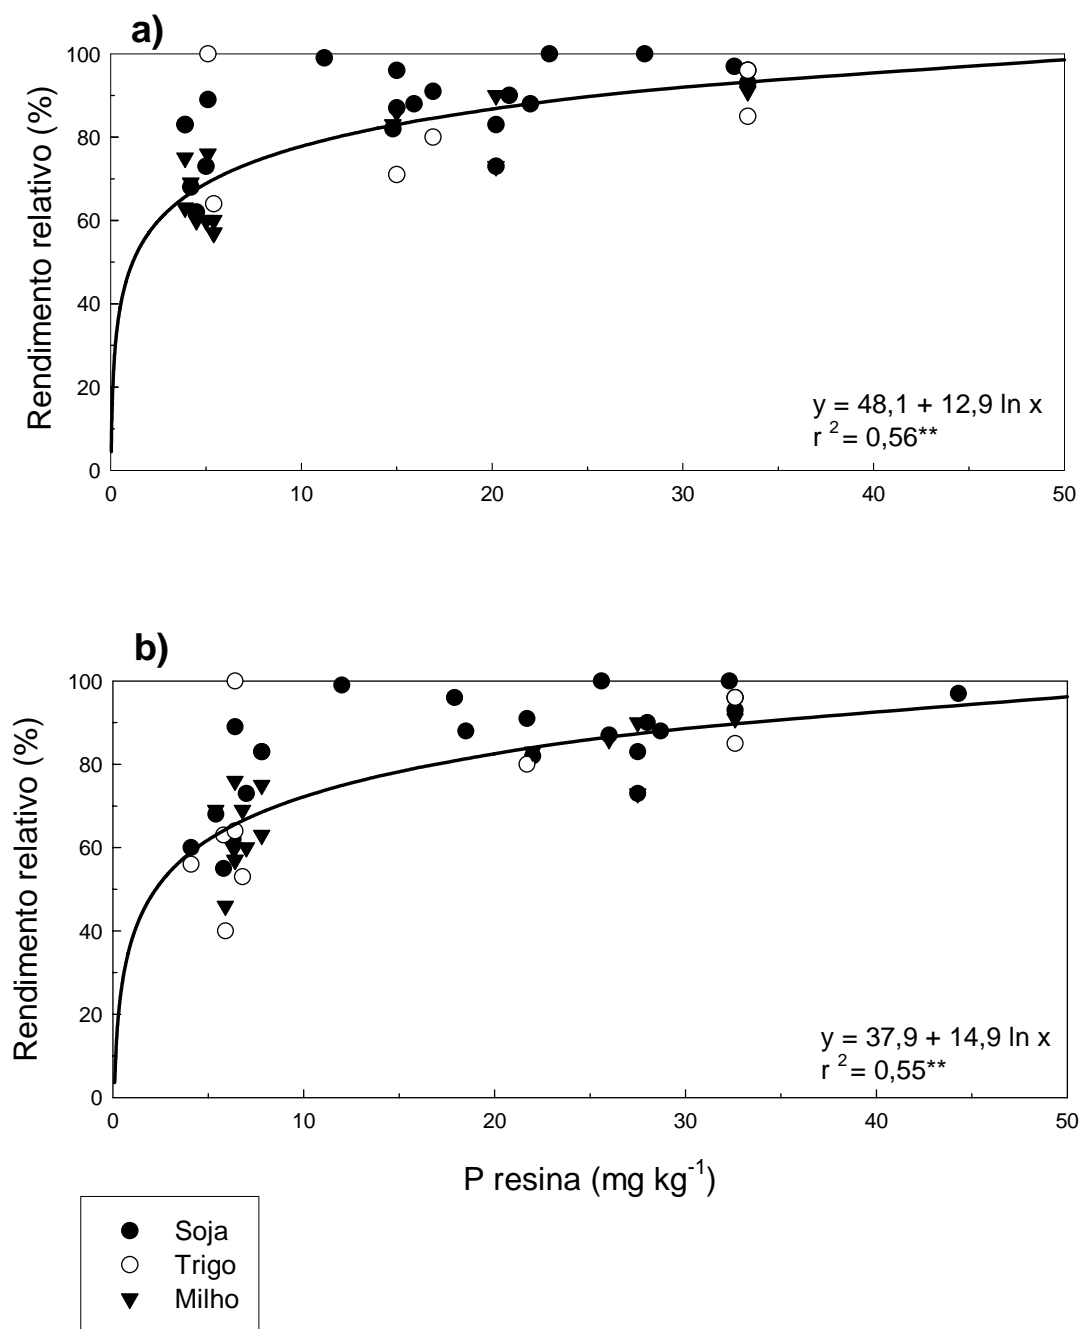 a)
Rendimento relativo (%)
100
80
60
40
20
0
0 10 20 30 40 50
y = 48,1 + 12,9 ln x
r ² = 0,56**
b)
Rendimento relativo (%)
100
80
60
40
20
0
0 10 20 30 40 50
y = 37,9 + 14,9 ln x
r ² = 0,55**
P resina (mg kg⁻¹)
Soja
Trigo
Milho